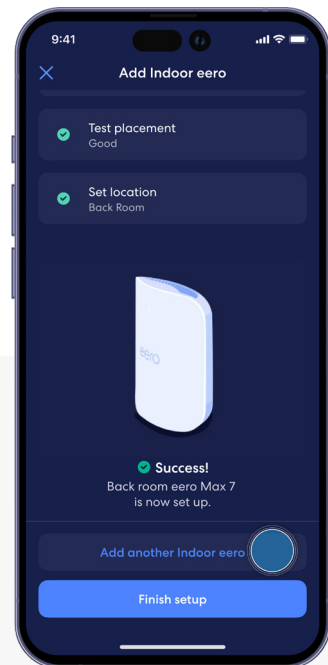 9:41
Add Indoor eero
Test placement
Good
Set location
Back Room
eero
Success!
Back room eero Max 7
is now set up.
Add another Indoor eero
Finish setup